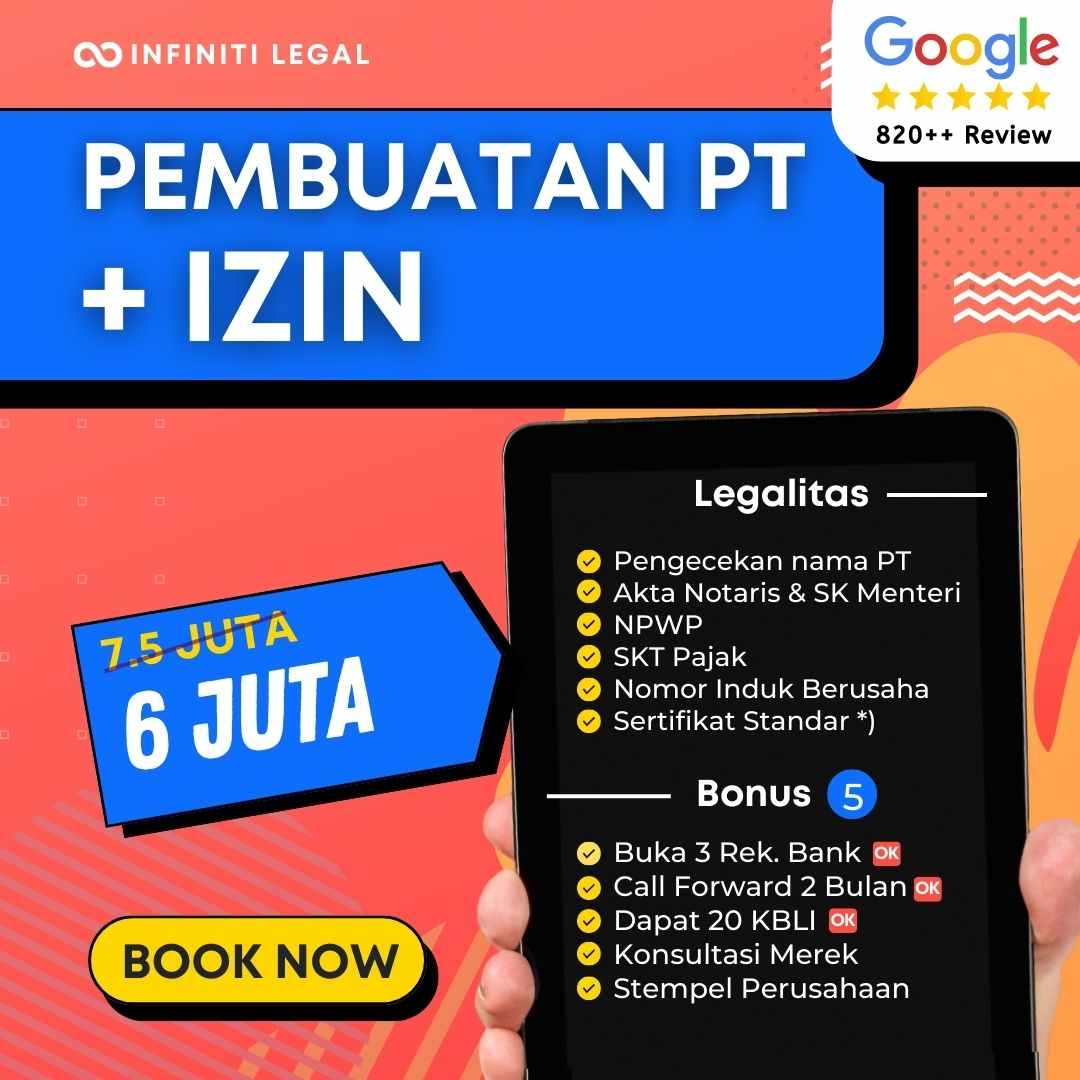 INFINITI LEGAL
Google
820++ Review
PEMBUATAN PT
+ IZIN
7.5 JUTA
6 JUTA
BOOK NOW
Legalitas
Pengecekan nama PT
Akta Notaris & SK Menteri
NPWP
SKT Pajak
Nomor Induk Berusaha
Sertifikat Standar *)
Bonus 5
Buka 3 Rek. Bank OK
Call Forward 2 Bulan OK
Dapat 20 KBLI OK
Konsultasi Merek
Stempel Perusahaan